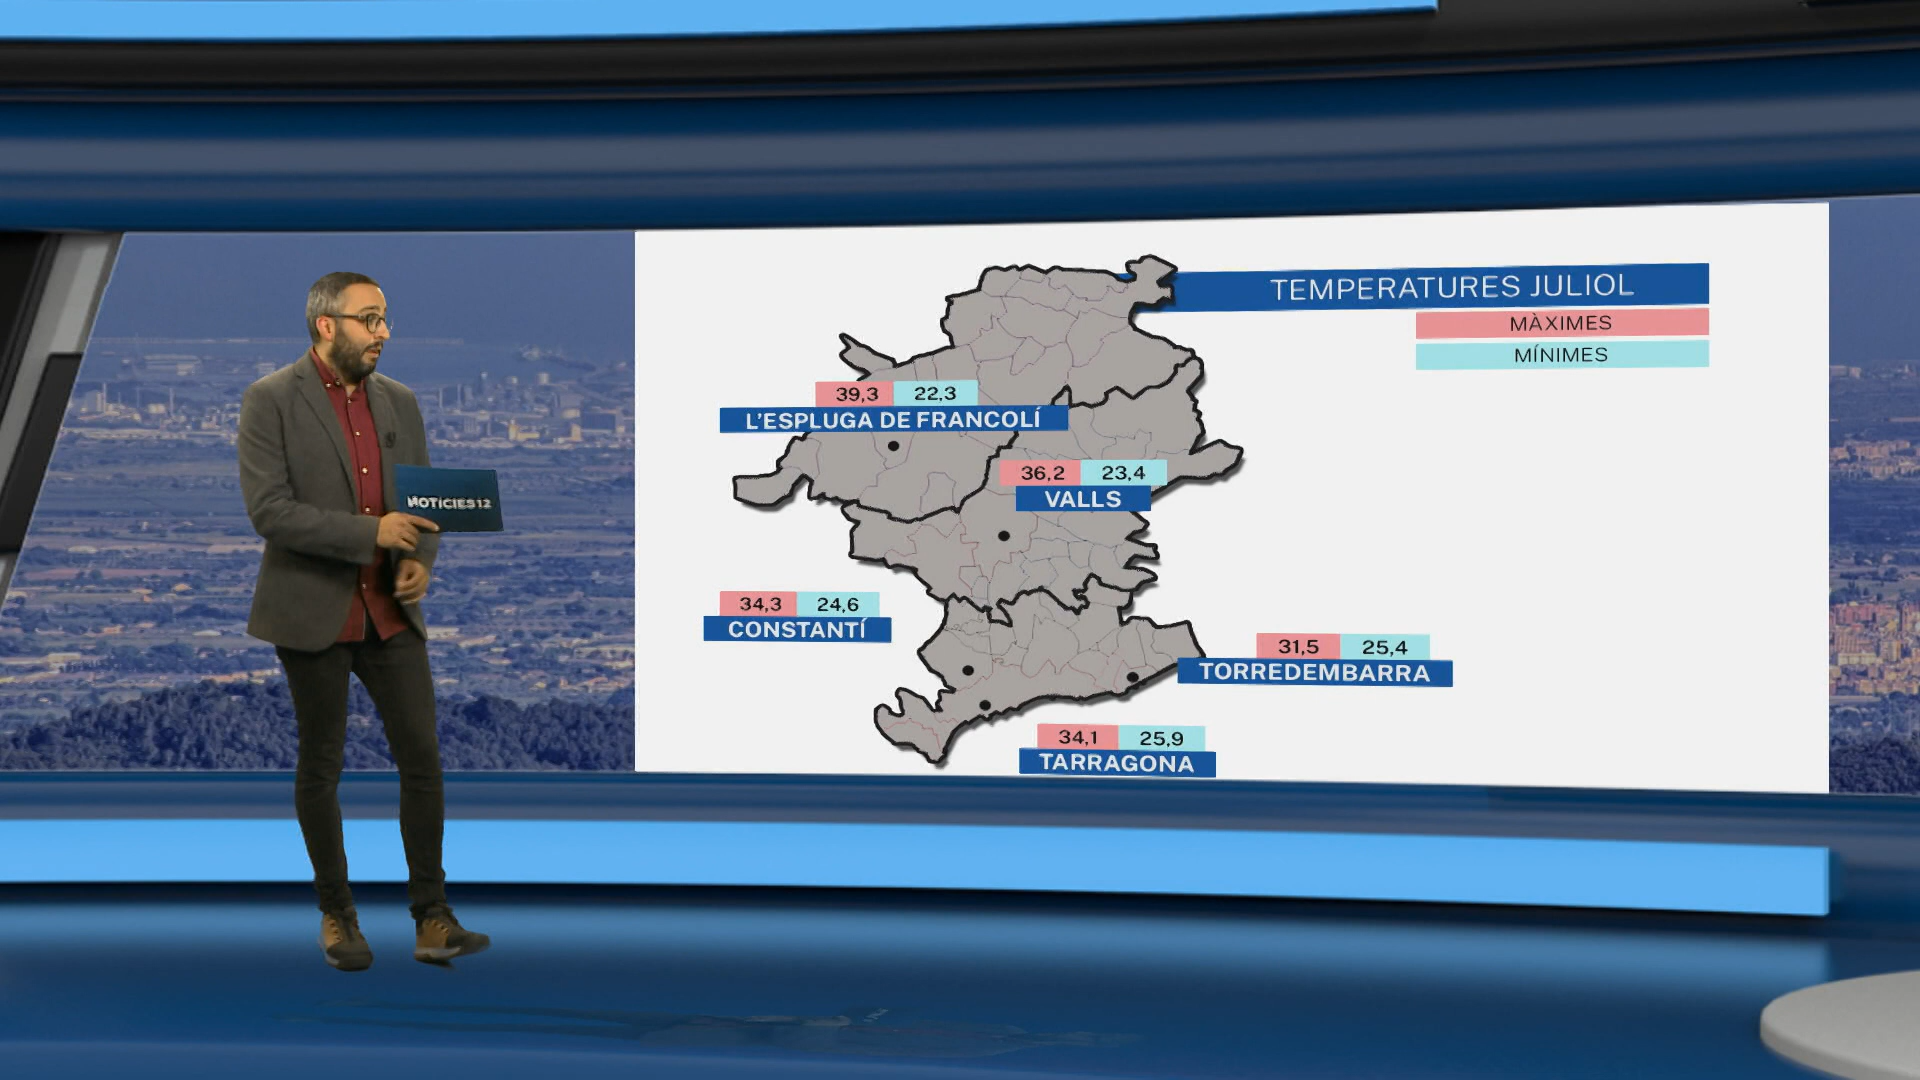 TEMPERATURES JULIOL
MÀXIMES
MÍNIMES
39,3 22,3
L'ESPLUGA DE FRANCOLÍ
36,2 23,4
VALLS
34,3 24,6
CONSTANTÍ
31,5 25,4
TORREDEMBARRA
34,1 25,9
TARRAGONA
NOTÍCIES12